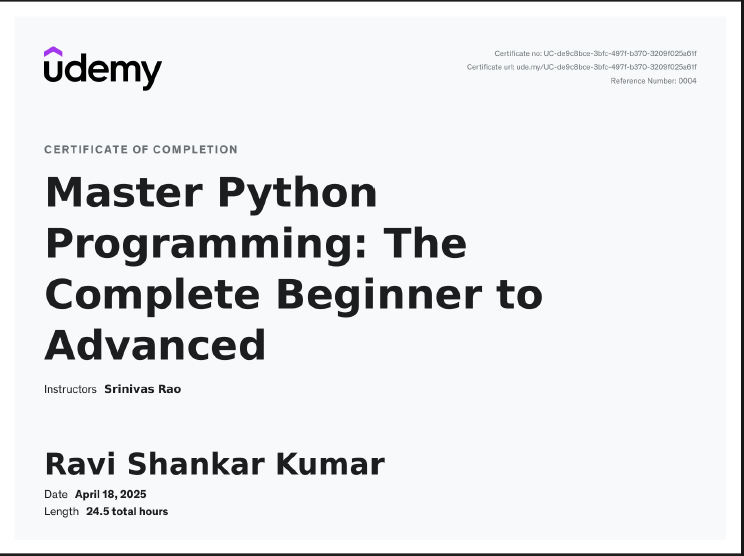 udemy
Certificate no: UC-de9c8bce-3bfc-497f-b370-3209f025a61f
Certificate url: ude.my/UC-de9c8bce-3bfc-497f-b370-3209f025a61f
Reference Number: 0004
CERTIFICATE OF COMPLETION
Master Python
Programming: The
Complete Beginner to
Advanced
Instructors Srinivas Rao
Ravi Shankar Kumar
Date April 18, 2025
Length 24.5 total hours